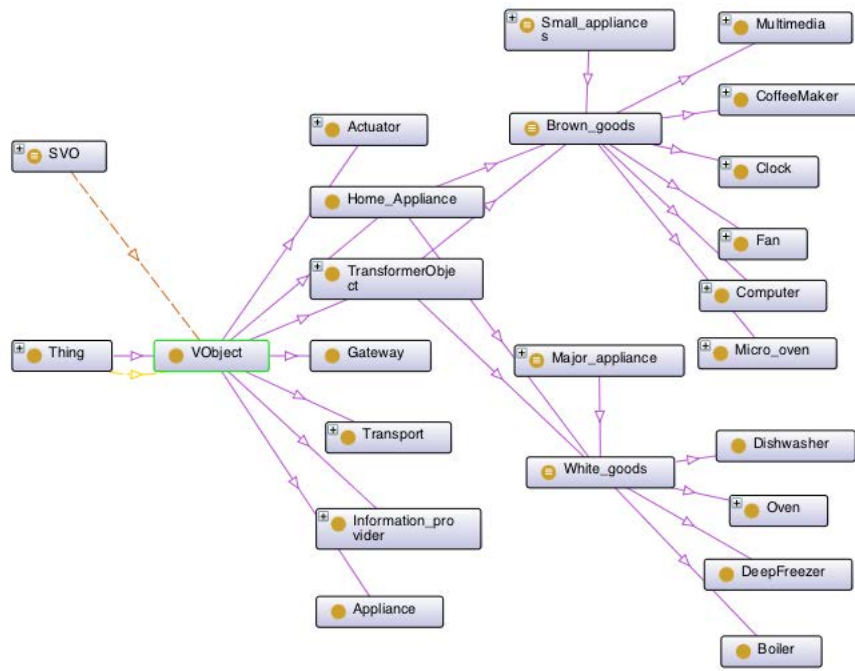 Small_appliance
s
Multimedia
CoffeeMaker
Actuator
Brown_goods
SVO
Clock
Home_Appliance
Fan
TransformerObje
ct
Computer
Thing
VObject
Gateway
Major_appliance
Micro_oven
Transport
Dishwasher
White_goods
Oven
Information_pro
vider
DeepFreezer
Appliance
Boiler